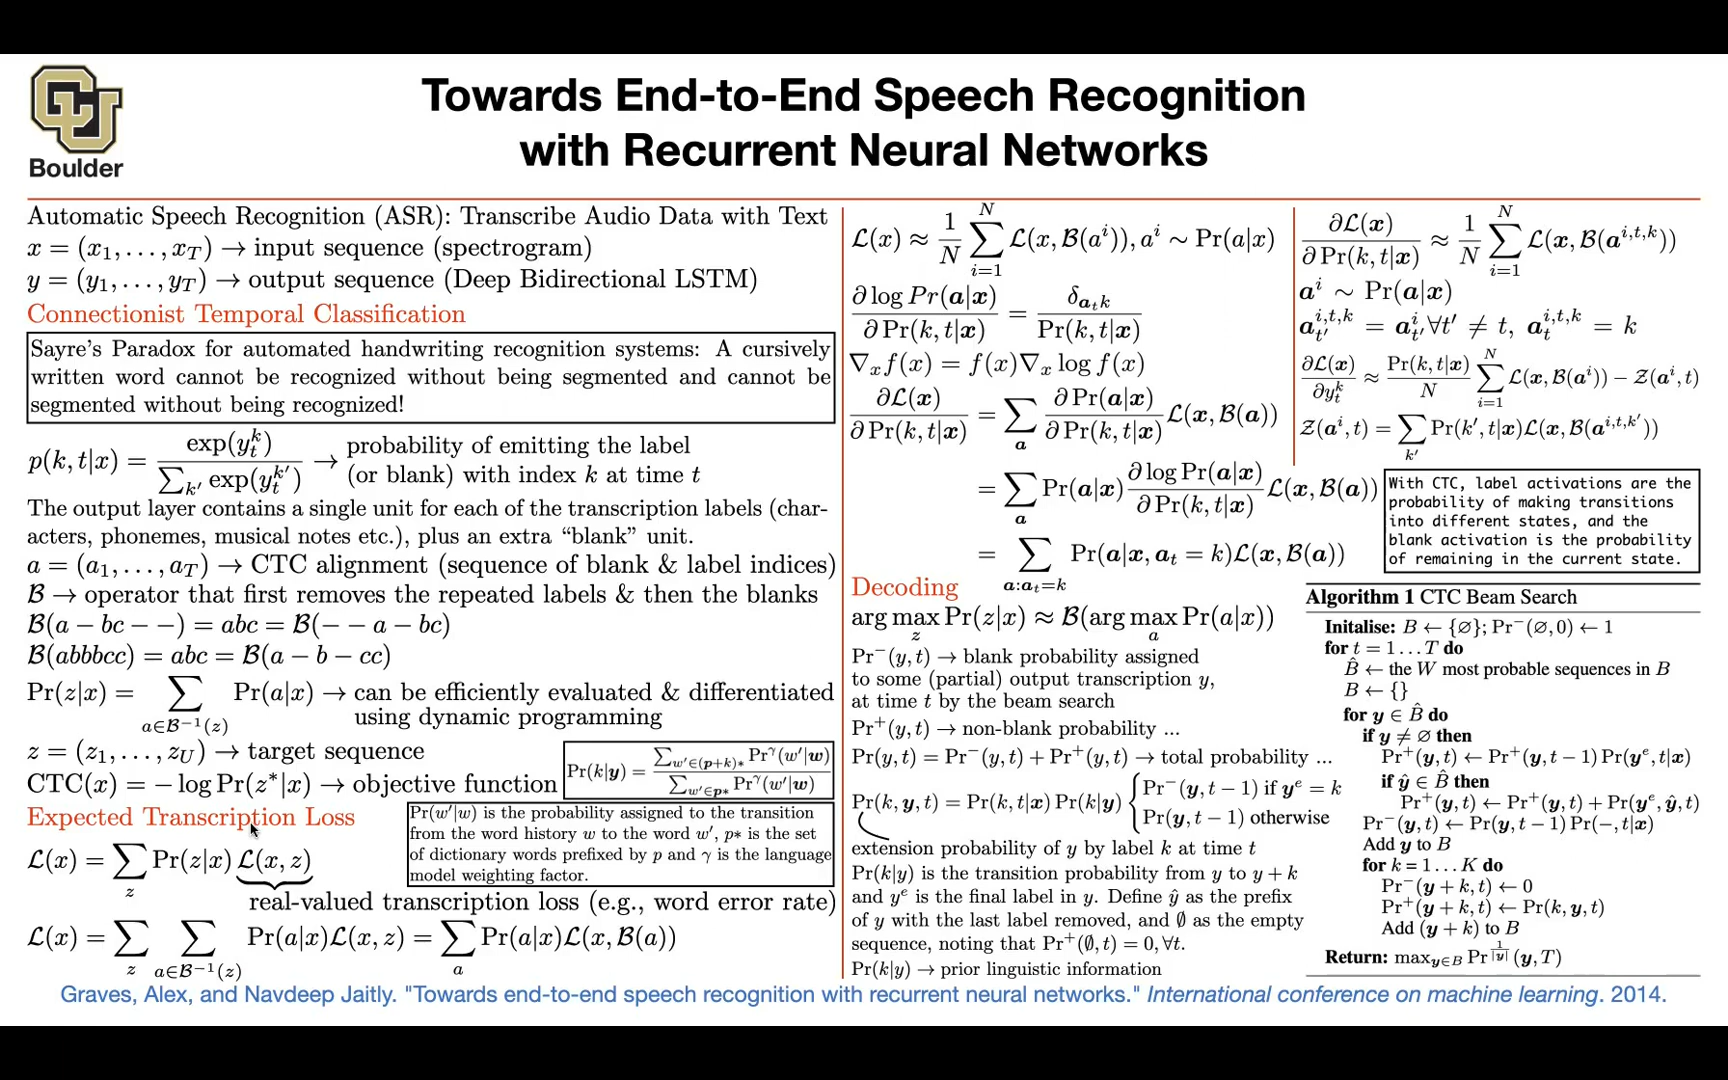 Boulder
Towards End-to-End Speech Recognition
with Recurrent Neural Networks
Automatic Speech Recognition (ASR): Transcribe Audio Data with Text
x = (x₁, . . . , x_T) → input sequence (spectrogram)
y = (y₁, . . . , y_T) → output sequence (Deep Bidirectional LSTM)
Connectionist Temporal Classification
Sayre's Paradox for automated handwriting recognition systems: A cursively
written word cannot be recognized without being segmented and cannot be
segmented without being recognized!
p(k, t|x) = exp(y_t^k) / ∑_{k'} exp(y_t^{k'}) → probability of emitting the label
(or blank) with index k at time t
The output layer contains a single unit for each of the transcription labels (char-
acters, phonemes, musical notes etc.), plus an extra “blank” unit.
a = (a₁, . . . , a_T) → CTC alignment (sequence of blank & label indices)
ℬ → operator that first removes the repeated labels & then the blanks
ℬ(a − bc − −) = abc = ℬ(− − a − bc)
ℬ(abbbcc) = abc = ℬ(a − b − cc)
Pr(z|x) = ∑_{a∈ℬ⁻¹(z)} Pr(a|x) → can be efficiently evaluated & differentiated
using dynamic programming
z = (z₁, . . . , z_U) → target sequence
CTC(x) = − log Pr(z*|x) → objective function
Pr(k|y) = ∑_{w'∈(p+k)*} Pr^γ(w'|w) / ∑_{w'∈p*} Pr^γ(w'|w)
Expected Transcription Loss
Pr(w'|w) is the probability assigned to the transition
from the word history w to the word w', p* is the set
of dictionary words prefixed by p and γ is the language
model weighting factor.
ℒ(x) = ∑_z Pr(z|x) ℒ(x, z)
real-valued transcription loss (e.g., word error rate)
ℒ(x) = ∑_z ∑_{a∈ℬ⁻¹(z)} Pr(a|x)ℒ(x, z) = ∑_a Pr(a|x)ℒ(x, ℬ(a))
ℒ(x) ≈ 1/N ∑_{i=1}^N ℒ(x, ℬ(a^i)), a^i ∼ Pr(a|x)
∂ log Pr(a|x) / ∂ Pr(k, t|x) = δ_{a_t k} / Pr(k, t|x)
∇_x f(x) = f(x)∇_x log f(x)
∂ℒ(x) / ∂ Pr(k, t|x) = ∑_a ∂ Pr(a|x) / ∂ Pr(k, t|x) ℒ(x, ℬ(a))
= ∑_a Pr(a|x) ∂ log Pr(a|x) / ∂ Pr(k, t|x) ℒ(x, ℬ(a))
= ∑_{a:a_t=k} Pr(a|x, a_t = k)ℒ(x, ℬ(a))
Decoding
arg max_z Pr(z|x) ≈ ℬ(arg max_a Pr(a|x))
Pr⁻(y, t) → blank probability assigned
to some (partial) output transcription y,
at time t by the beam search
Pr⁺(y, t) → non-blank probability ...
Pr(y, t) = Pr⁻(y, t) + Pr⁺(y, t) → total probability ...
Pr(k, y, t) = Pr(k, t|x) Pr(k|y) { Pr⁻(y, t − 1) if y^e = k
Pr(y, t − 1) otherwise
extension probability of y by label k at time t
Pr(k|y) is the transition probability from y to y + k
and y^e is the final label in y. Define ŷ as the prefix
of y with the last label removed, and ∅ as the empty
sequence, noting that Pr⁺(∅, t) = 0, ∀t.
Pr(k|y) → prior linguistic information
∂ℒ(x) / ∂ Pr(k, t|x) ≈ 1/N ∑_{i=1}^N ℒ(x, ℬ(a^{i,t,k}))
a^i ∼ Pr(a|x)
a_{t'}^{i,t,k} = a_{t'}^i ∀t' ≠ t, a_t^{i,t,k} = k
∂ℒ(x) / ∂y_t^k ≈ Pr(k, t|x) / N ∑_{i=1}^N ℒ(x, ℬ(a^i)) − 𝒵(a^i, t)
𝒵(a^i, t) = ∑_{k'} Pr(k', t|x)ℒ(x, ℬ(a^{i,t,k'}))
With CTC, label activations are the
probability of making transitions
into different states, and the
blank activation is the probability
of remaining in the current state.
Algorithm 1 CTC Beam Search
Initalise: B ← {∅}; Pr⁻(∅, 0) ← 1
for t = 1 . . . T do
B̂ ← the W most probable sequences in B
B ← {}
for y ∈ B̂ do
if y ≠ ∅ then
Pr⁺(y, t) ← Pr⁺(y, t − 1) Pr(y^e, t|x)
if ŷ ∈ B̂ then
Pr⁺(y, t) ← Pr⁺(y, t) + Pr(y^e, ŷ, t)
Pr⁻(y, t) ← Pr(y, t − 1) Pr(−, t|x)
Add y to B
for k = 1 . . . K do
Pr⁻(y + k, t) ← 0
Pr⁺(y + k, t) ← Pr(k, y, t)
Add (y + k) to B
Return: max_{y∈B} Pr^{1/|y|}(y, T)
Graves, Alex, and Navdeep Jaitly. "Towards end-to-end speech recognition with recurrent neural networks." International conference on machine learning. 2014.